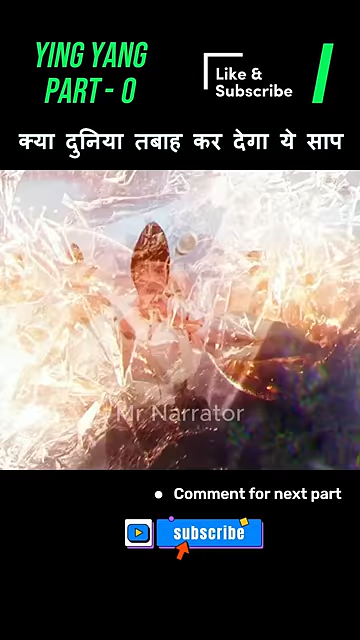 YING YANG
PART - 0
Like &
Subscribe
क्या दुनिया तबाह कर देगा ये साप
Mr Narrator
Comment for next part
subscribe